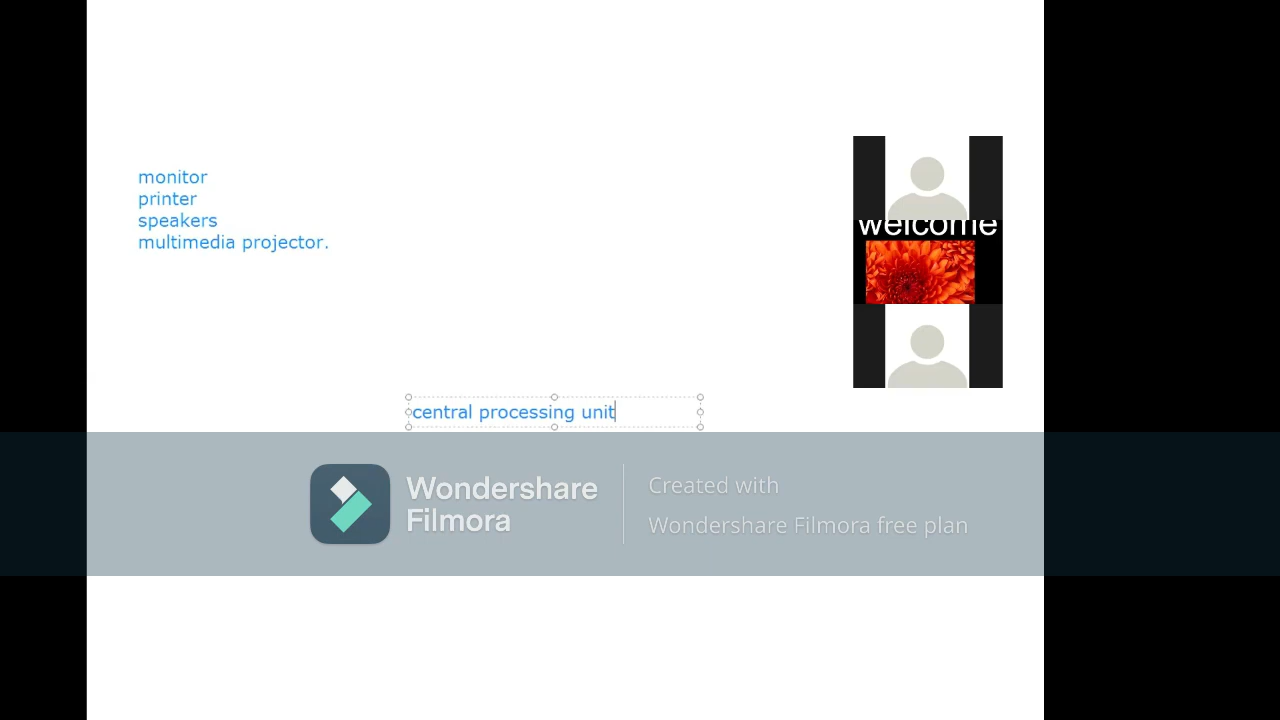 monitor
printer
speakers
multimedia projector.
welcome
central processing unit
Wondershare
Filmora
Created with
Wondershare Filmora free plan